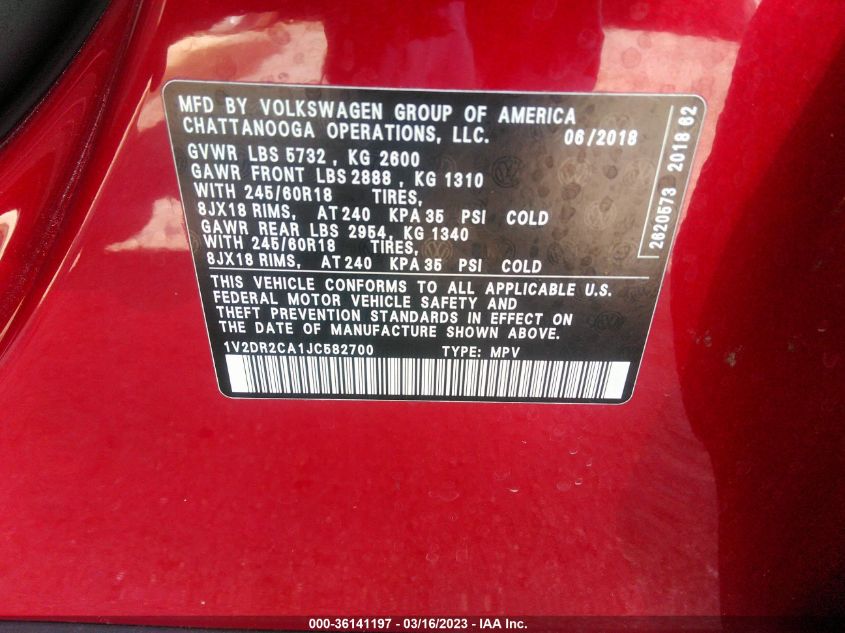 MFD BY VOLKSWAGEN GROUP OF AMERICA
CHATTANOOGA OPERATIONS, LLC. 06/2018
GVWR LBS 5732 , KG 2600
GAWR FRONT LBS 2888 , KG 1310
WITH 245/60R18 TIRES,
8JX18 RIMS, AT 240 KPA 35 PSI COLD
GAWR REAR LBS 2954 , KG 1340
WITH 245/60R18 TIRES,
8JX18 RIMS, AT 240 KPA 35 PSI COLD
THIS VEHICLE CONFORMS TO ALL APPLICABLE U.S.
FEDERAL MOTOR VEHICLE SAFETY AND
THEFT PREVENTION STANDARDS IN EFFECT ON
THE DATE OF MANUFACTURE SHOWN ABOVE.
1V2DR2CA1JC582700 TYPE: MPV
2620573 2018 62
000-36141197 - 03/16/2023 - IAA Inc.